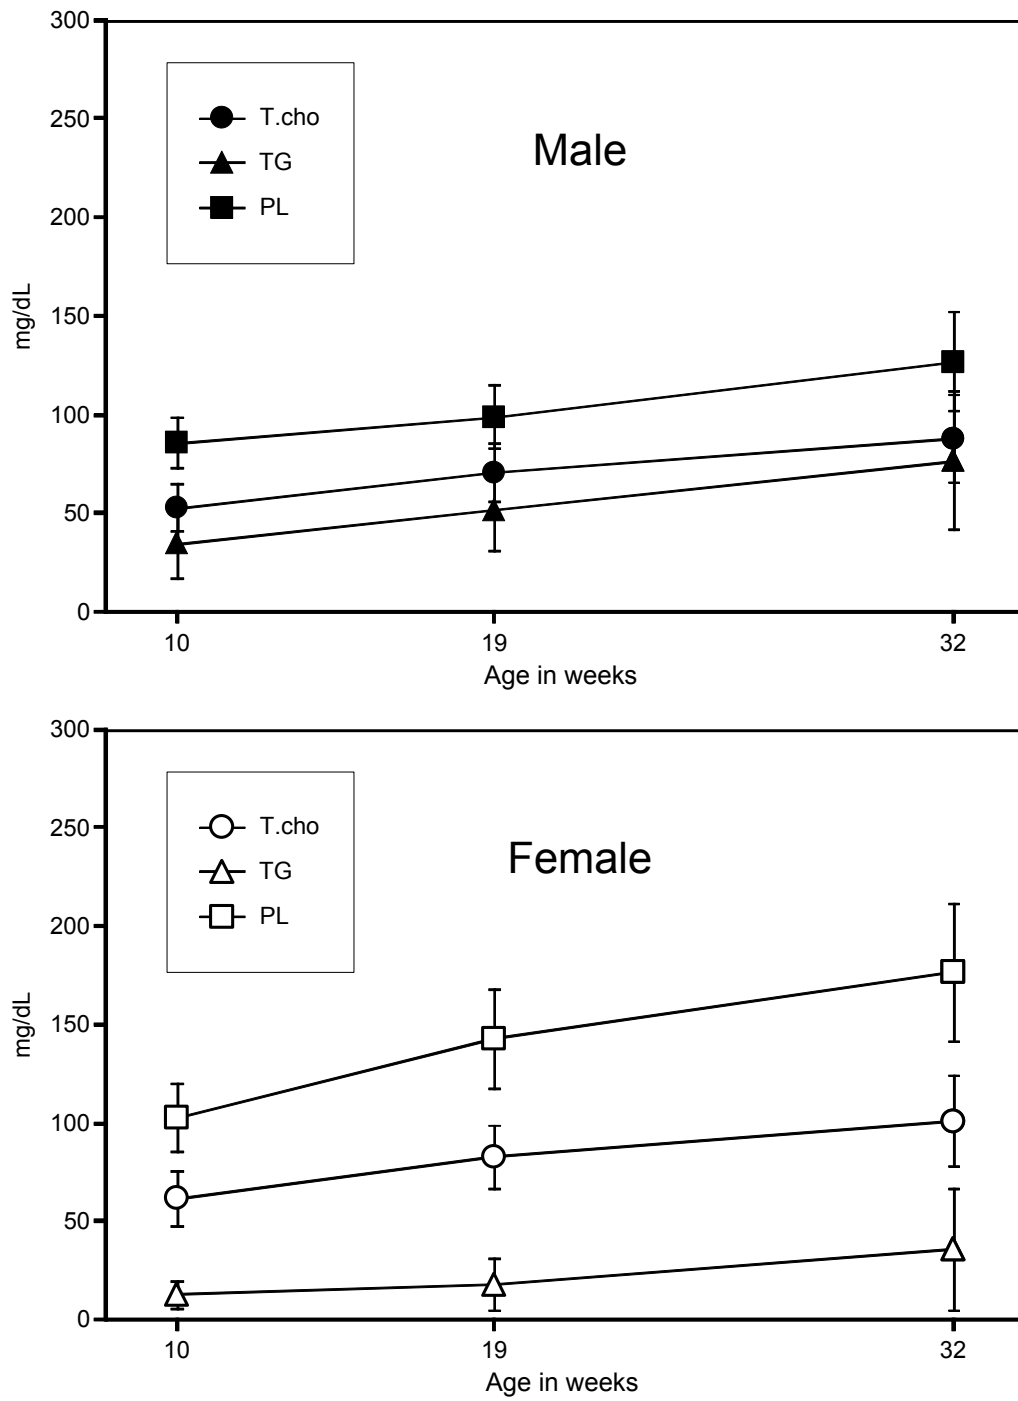 300
250
200
150
100
50
0
mg/dL
T.cho
TG
PL
Male
10 19 32
Age in weeks
300
250
200
150
100
50
0
mg/dL
T.cho
TG
PL
Female
10 19 32
Age in weeks